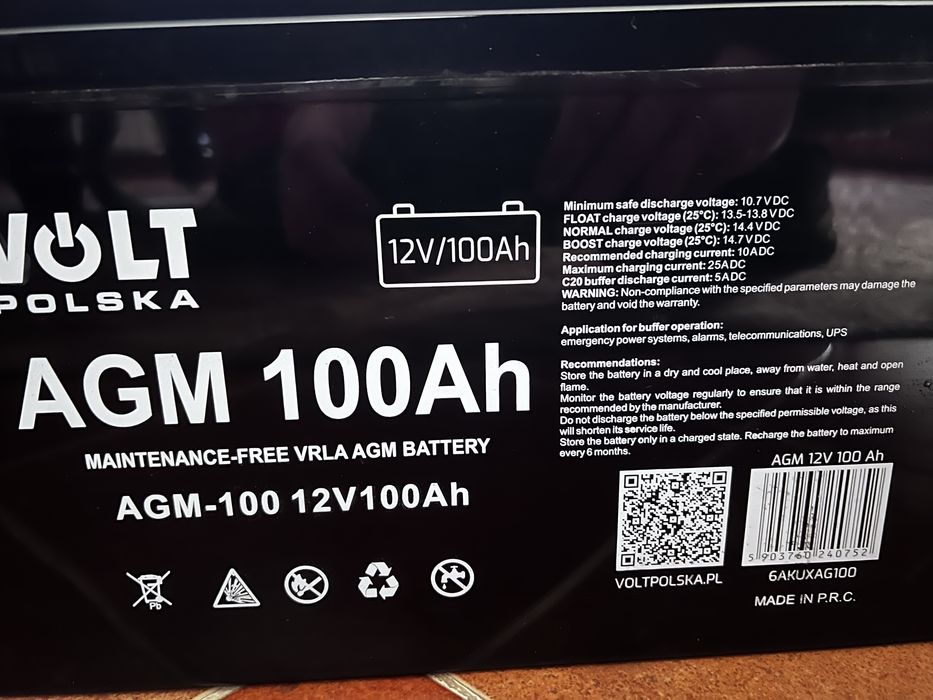 VOLT
POLSKA
12V/100Ah
AGM 100Ah
MAINTENANCE-FREE VRLA AGM BATTERY
AGM-100 12V100Ah
Pb
Minimum safe discharge voltage: 10.7 V DC
FLOAT charge voltage (25°C): 13.5-13.8 V DC
NORMAL charge voltage (25°C): 14.4 V DC
BOOST charge voltage (25°C): 14.7 V DC
Recommended charging current: 10A DC
Maximum charging current: 25A DC
C20 buffer discharge current: 5A DC
WARNING: Non-compliance with the specified parameters may damage the
battery and void the warranty.
Application for buffer operation:
emergency power systems, alarms, telecommunications, UPS
Recommendations:
Store the battery in a dry and cool place, away from water, heat and open
flame.
Monitor the battery voltage regularly to ensure that it is within the range
recommended by the manufacturer.
Do not discharge the battery below the specified permissible voltage, as this
will shorten its service life.
Store the battery only in a charged state. Recharge the battery to maximum
every 6 months.
AGM 12V 100 Ah
5 903760 240752
VOLTPOLSKA.PL
6AKUXAG100
MADE IN P.R.C.